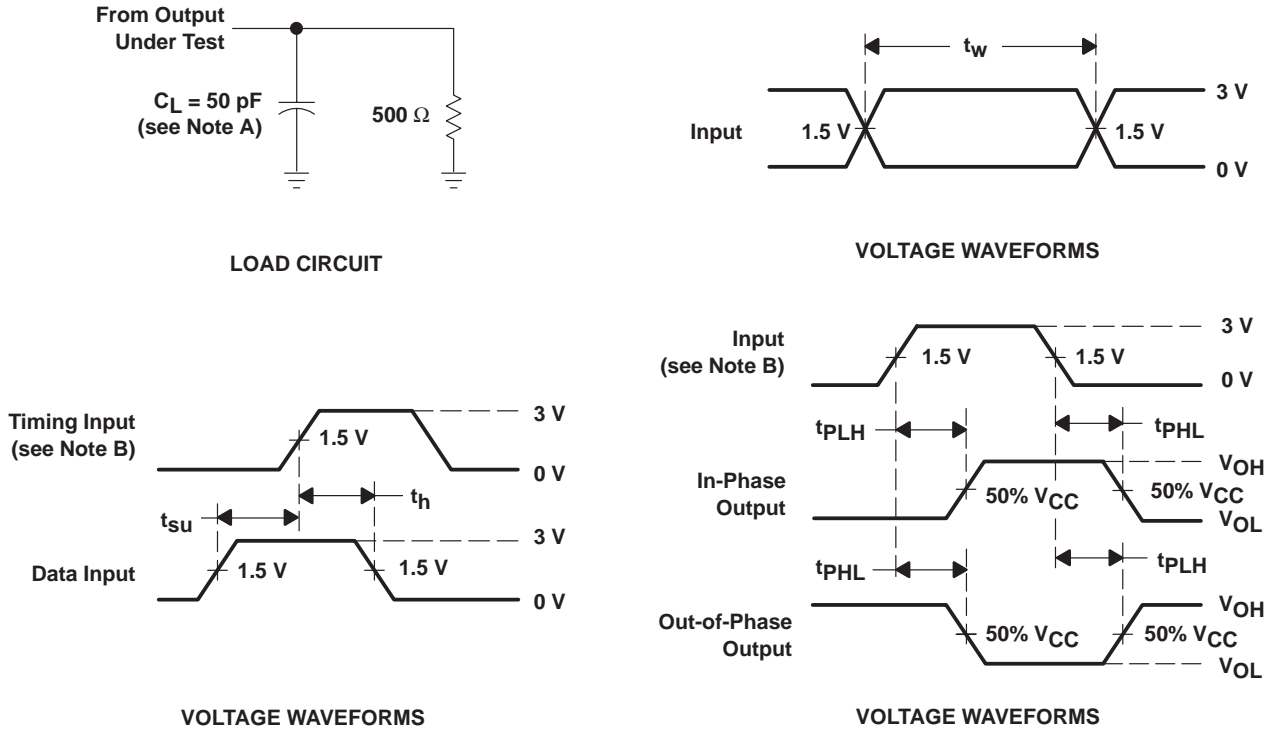 From Output
Under Test
CL = 50 pF
(see Note A)
500 Ω
LOAD CIRCUIT
tw
Input
1.5 V
1.5 V
3 V
0 V
VOLTAGE WAVEFORMS
Timing Input
(see Note B)
1.5 V
3 V
0 V
tsu
th
Data Input
1.5 V
1.5 V
3 V
0 V
VOLTAGE WAVEFORMS
Input
(see Note B)
1.5 V
1.5 V
3 V
0 V
tPLH
tPHL
In-Phase
Output
50% VCC
50% VCC
VOH
VOL
tPHL
tPLH
Out-of-Phase
Output
50% VCC
50% VCC
VOH
VOL
VOLTAGE WAVEFORMS